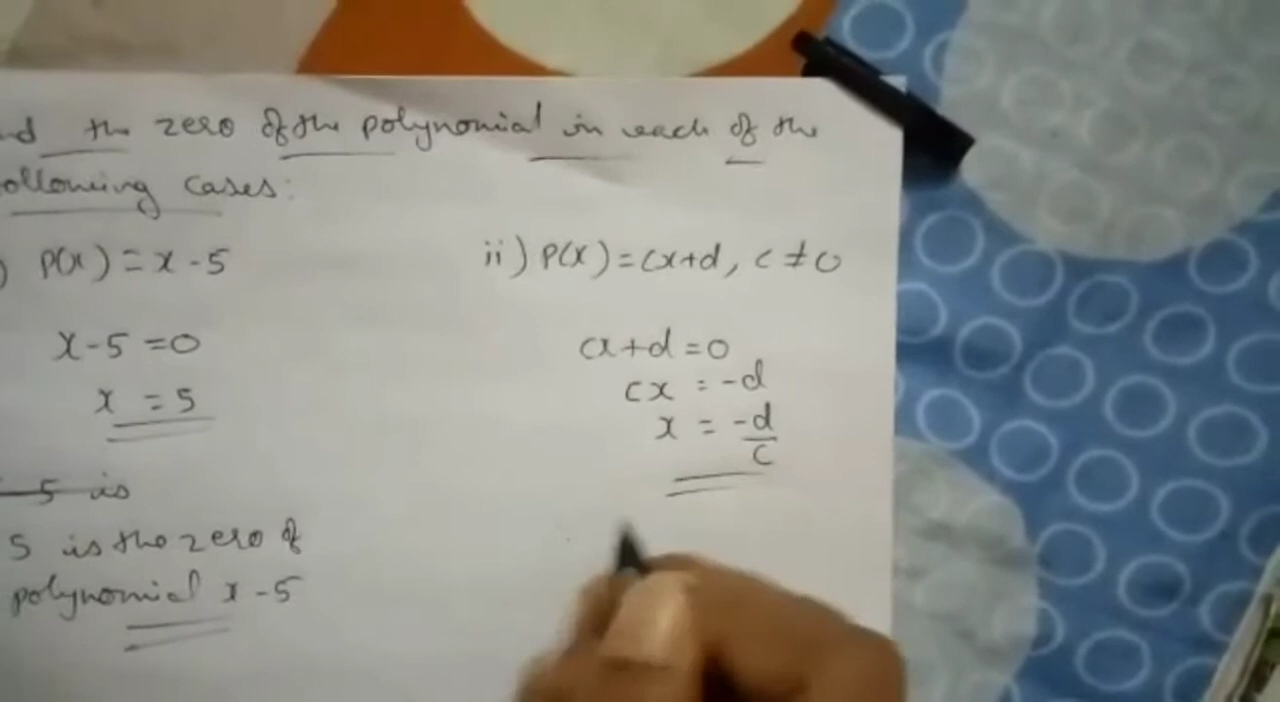 nd the zero of the polynomial in each of the
ollowing cases:
) P(x) = x - 5
x - 5 = 0
x = 5
5 is
5 is the zero of
polynomial x - 5
ii) P(x) = cx + d, c ≠ 0
cx + d = 0
cx = -d
x = -d/c